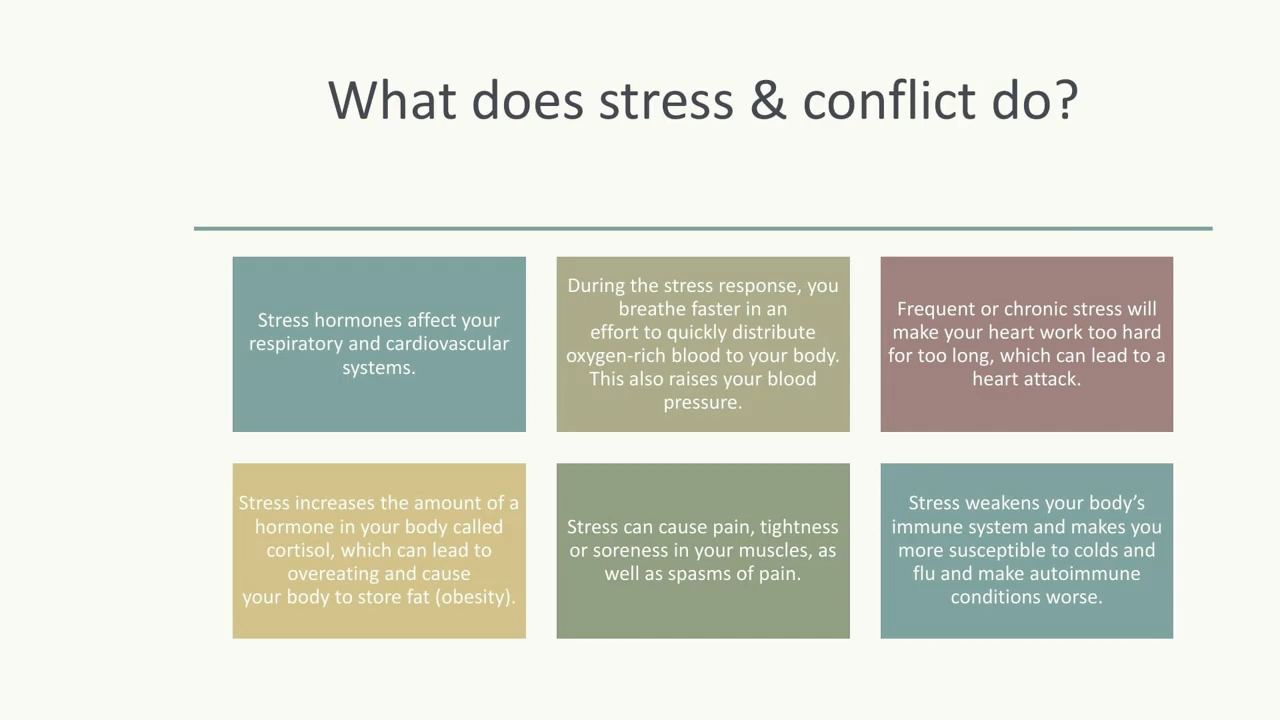 What does stress & conflict do?
Stress hormones affect your
respiratory and cardiovascular
systems.
During the stress response, you
breathe faster in an
effort to quickly distribute
oxygen-rich blood to your body.
This also raises your blood
pressure.
Frequent or chronic stress will
make your heart work too hard
for too long, which can lead to a
heart attack.
Stress increases the amount of a
hormone in your body called
cortisol, which can lead to
overeating and cause
your body to store fat (obesity).
Stress can cause pain, tightness
or soreness in your muscles, as
well as spasms of pain.
Stress weakens your body’s
immune system and makes you
more susceptible to colds and
flu and make autoimmune
conditions worse.